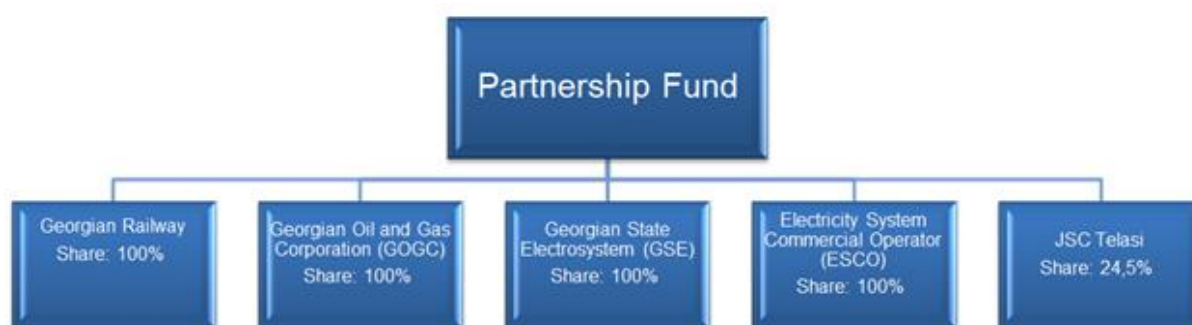 Partnership Fund
Georgian Railway
Share: 100%
Georgian Oil and Gas
Corporation (GOGC)
Share: 100%
Georgian State
Electrosystem (GSE)
Share: 100%
Electricity System
Commercial Operator
(ESCO)
Share: 100%
JSC Telasi
Share: 24,5%